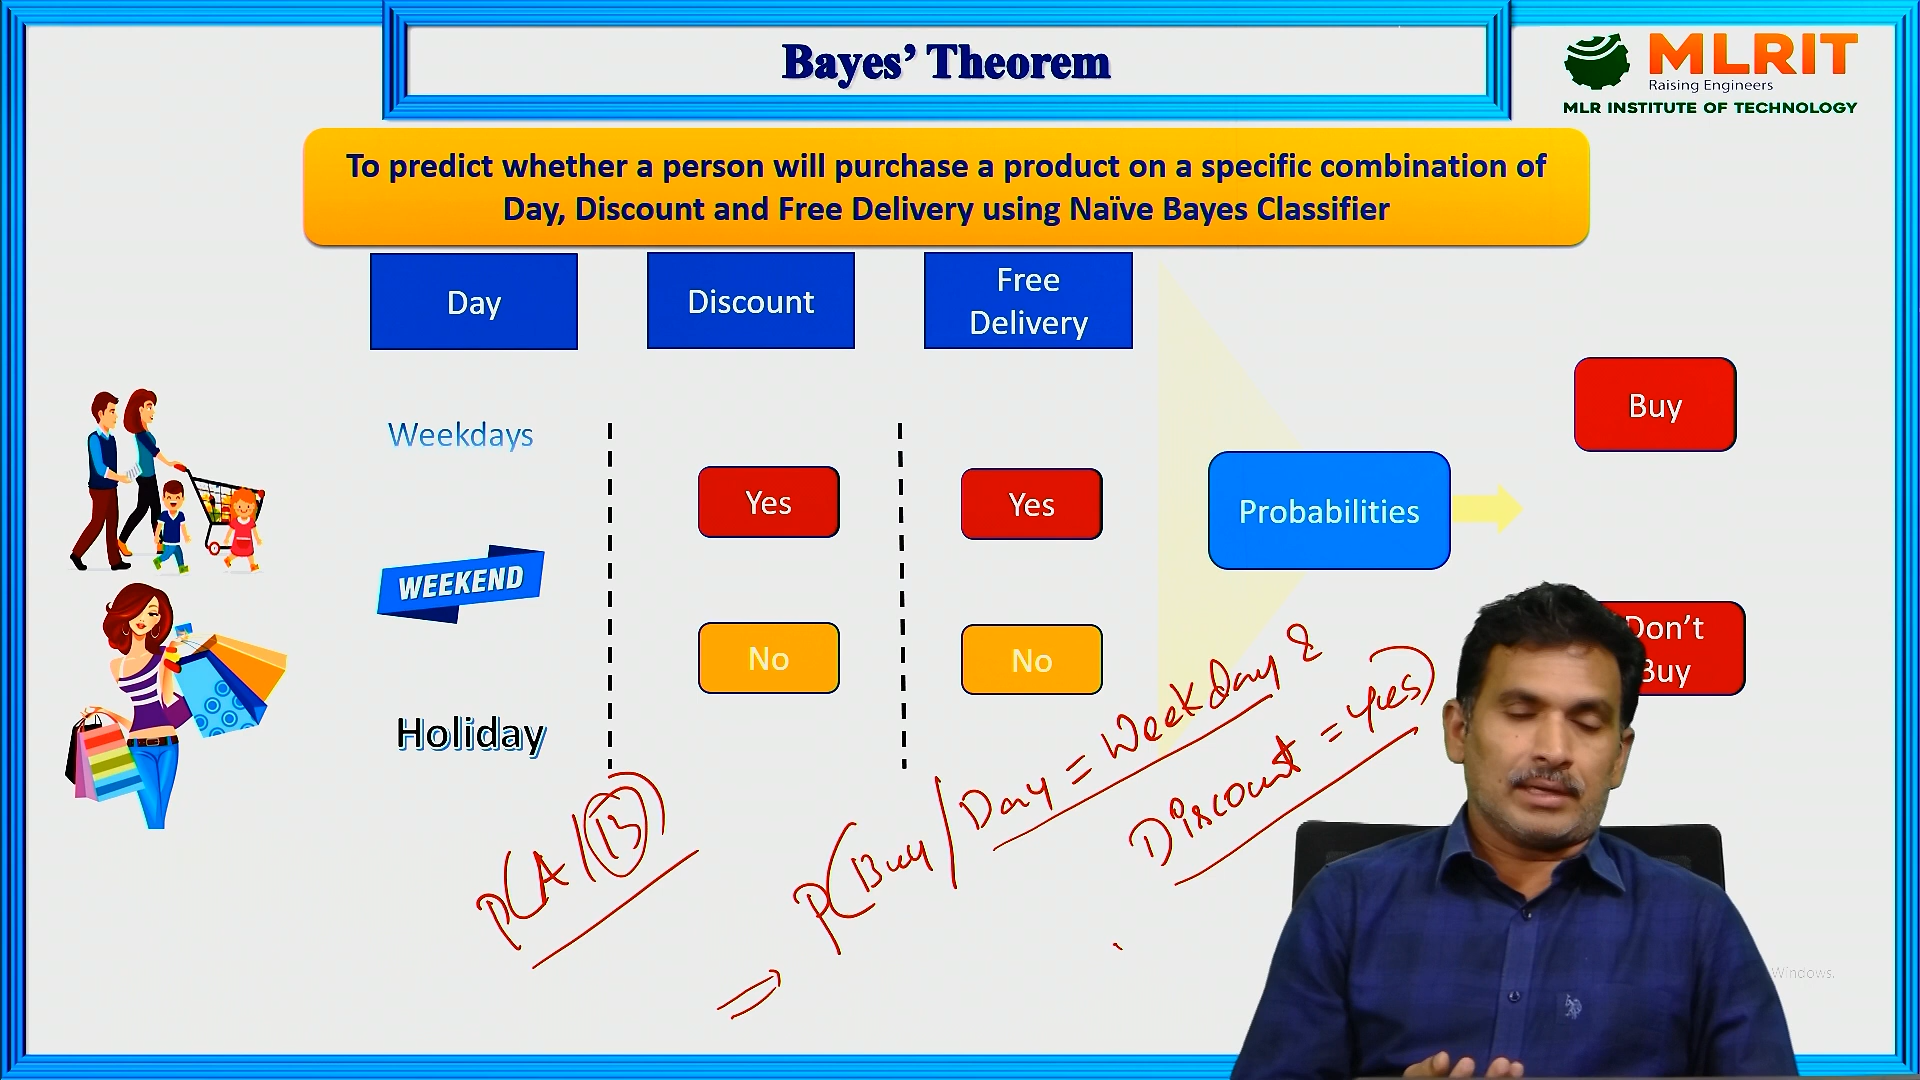 Bayes' Theorem
MLRIT
Raising Engineers
MLR INSTITUTE OF TECHNOLOGY
To predict whether a person will purchase a product on a specific combination of
Day, Discount and Free Delivery using Naïve Bayes Classifier
Day
Discount
Free
Delivery
Weekdays
WEEKEND
Holiday
Yes
No
Yes
No
Probabilities
Buy
Don't
Buy
P(A/B)
⇒ P(Buy/Day = Weekday &
Discount = Yes)
Windows.